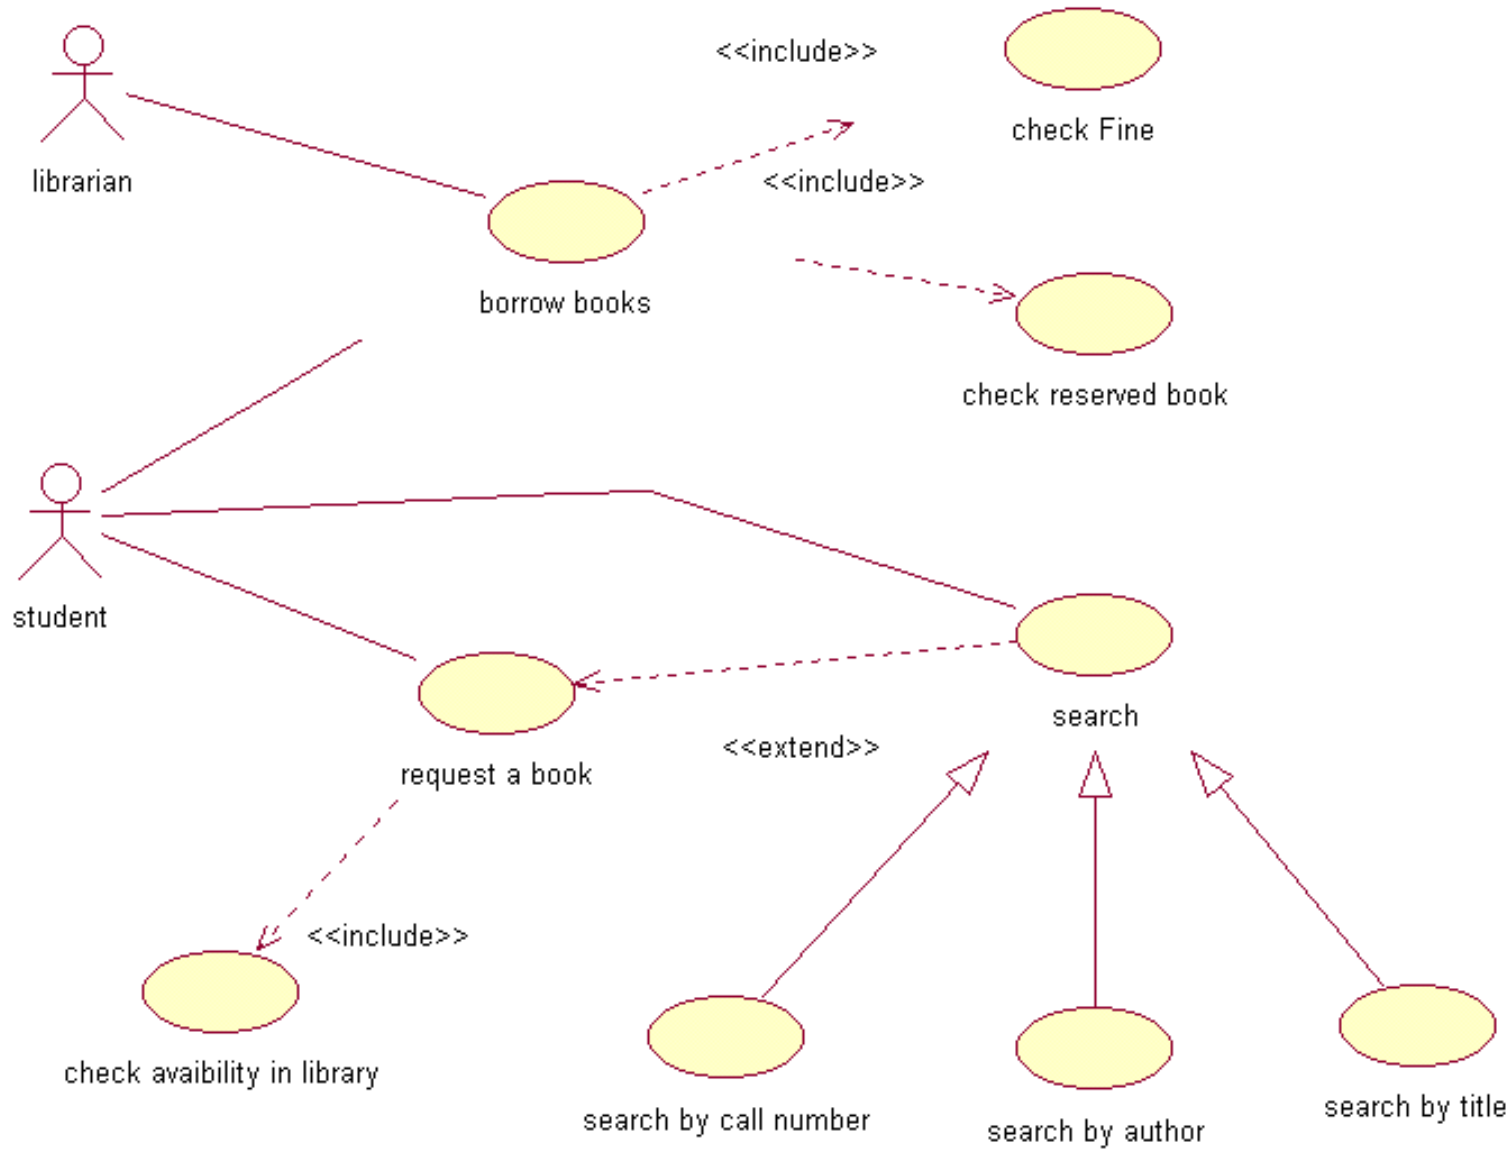 <<include>>
check Fine
librarian
<<include>>
borrow books
check reserved book
student
search
<<extend>>
request a book
<<include>>
check avaibility in library
search by call number
search by author
search by title